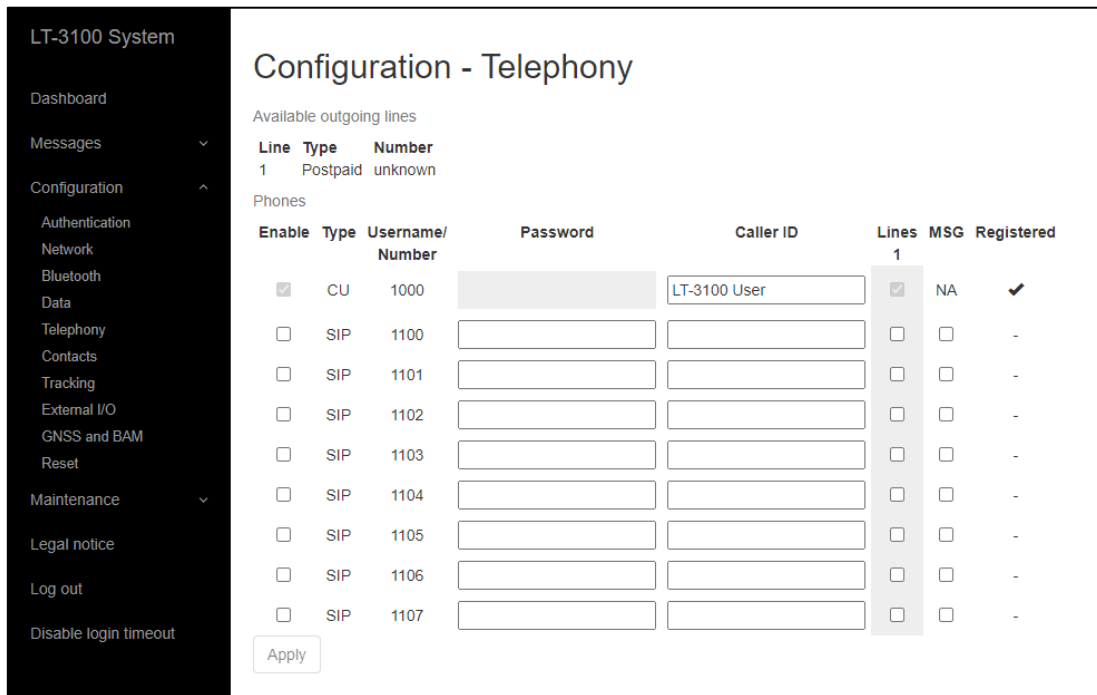 LT-3100 System
Dashboard
Messages
Configuration
Authentication
Network
Bluetooth
Data
Telephony
Contacts
Tracking
External I/O
GNSS and BAM
Reset
Maintenance
Legal notice
Log out
Disable login timeout
Configuration - Telephony
Available outgoing lines
Line Type Number
1 Postpaid unknown
Phones
Enable Type Username/ Password Caller ID Lines MSG Registered
Number 1
CU 1000 LT-3100 User NA
SIP 1100 -
SIP 1101 -
SIP 1102 -
SIP 1103 -
SIP 1104 -
SIP 1105 -
SIP 1106 -
SIP 1107 -
Apply